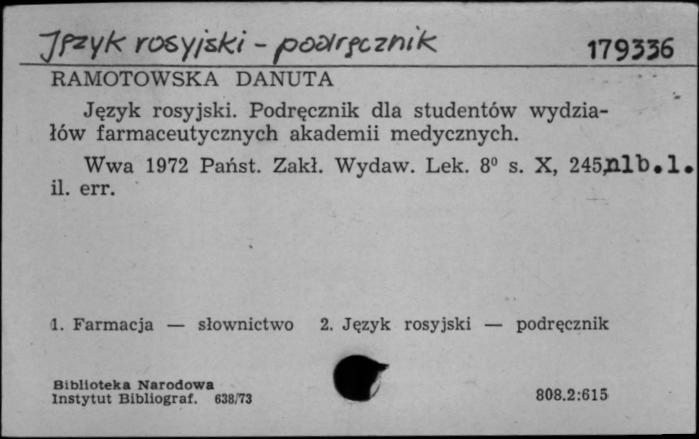 Język rosyjski - podręcznik
179336
RAMOTOWSKA DANUTA
Język rosyjski. Podręcznik dla studentów wydzia-
łów farmaceutycznych akademii medycznych.
Wwa 1972 Państ. Zakł. Wydaw. Lek. 8⁰ s. X, 245, nlb.1.
il. err.
1. Farmacja — słownictwo 2. Język rosyjski — podręcznik
Biblioteka Narodowa
Instytut Bibliograf. 638/73
808.2:615